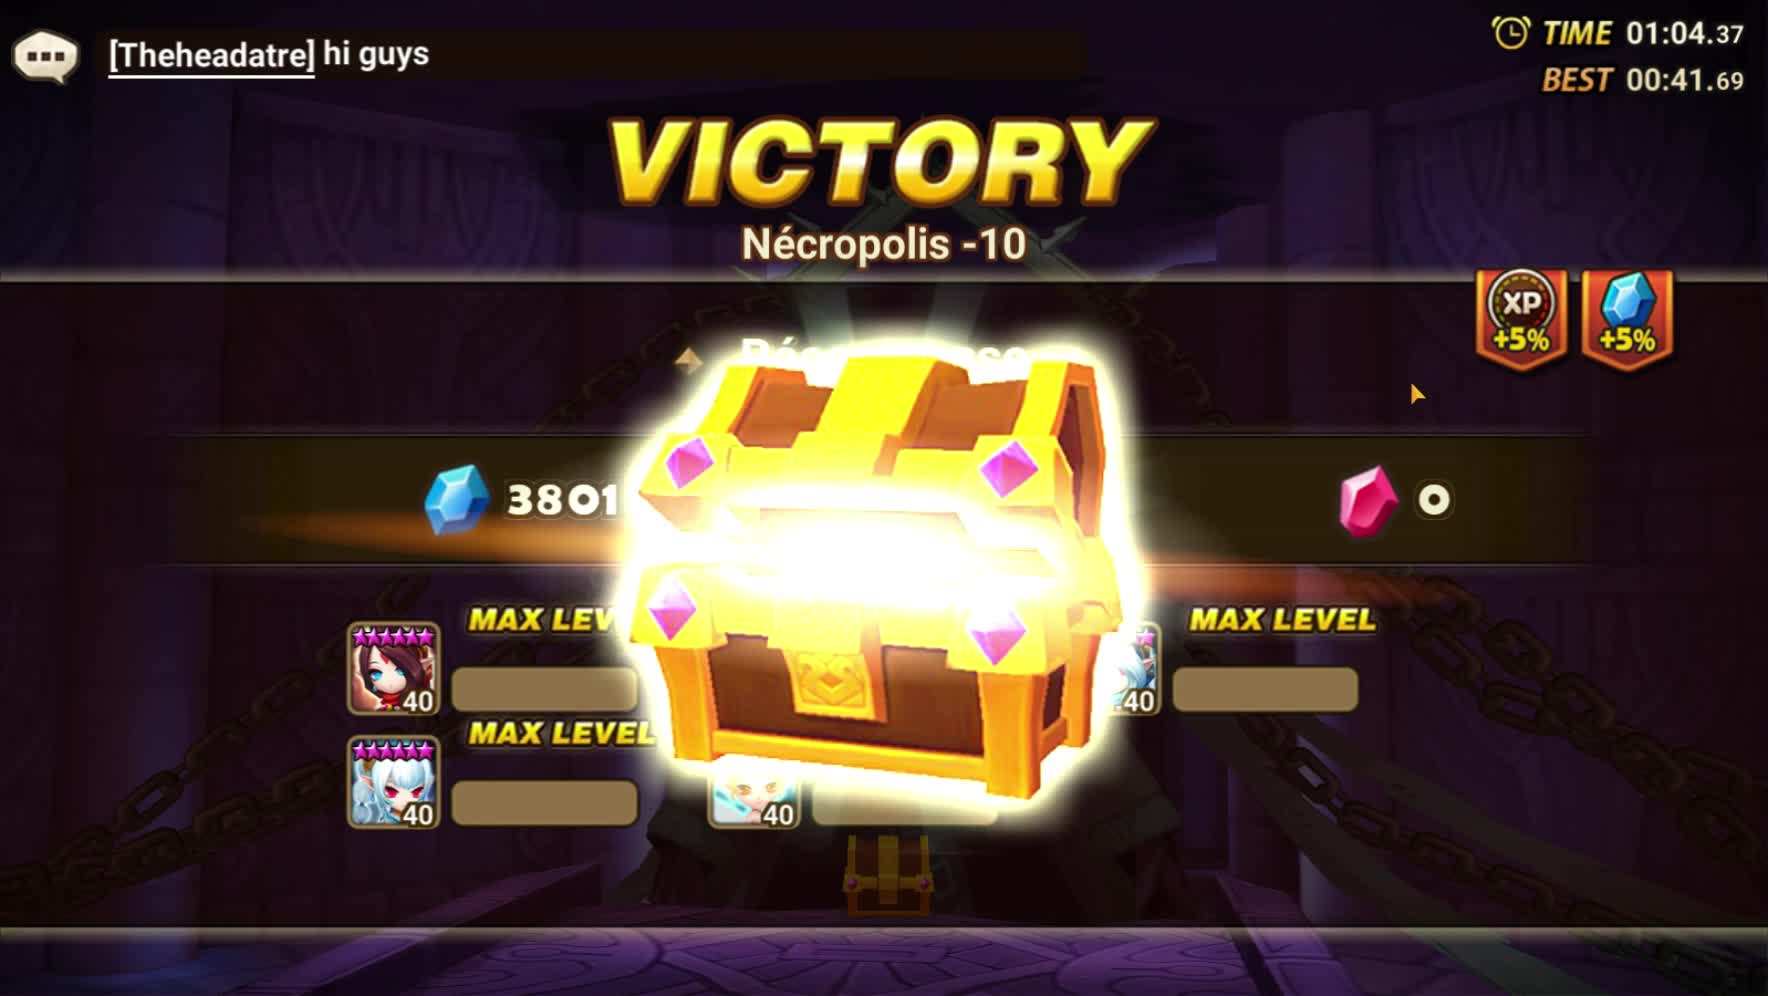 [Theheadatre] hi guys
TIME 01:04.37
BEST 00:41.69
VICTORY
Nécropolis -10
XP
+5%
+5%
3801
0
MAX LEV
40
MAX LEVEL
40
MAX LEVEL
40
40